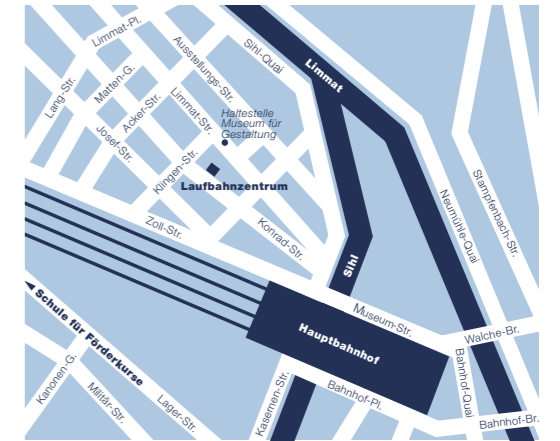 Limmat-Pl.
Ausstellungs-Str.
Sihl-Quai
Limmat
Lang-Str.
Matten-G.
Acker-Str.
Limmat-Str.
Haltestelle
Museum für
Gestaltung
Josef-Str.
Klingen-Str.
Laufbahnzentrum
Zoll-Str.
Konrad-Str.
Neumühle-Quai
Stampfenbach-Str.
Sihl
Museum-Str.
Walche-Br.
Hauptbahnhof
Schule für Förderkurse
Kanonen-G.
Militär-Str.
Lager-Str.
Kasernen-Str.
Bahnhof-Pl.
Bahnhof-Quai
Bahnhof-Br.